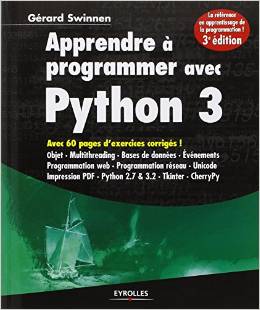 Gérard Swinnen
La référence
en apprentissage
de la programmation !
3e édition
Apprendre à
programmer avec
Python 3
Avec 60 pages d'exercices corrigés !
Objet · Multithreading · Bases de données · Événements
Programmation web · Programmation réseau · Unicode
Impression PDF · Python 2.7 & 3.2 · Tkinter · CherryPy
EYROLLES